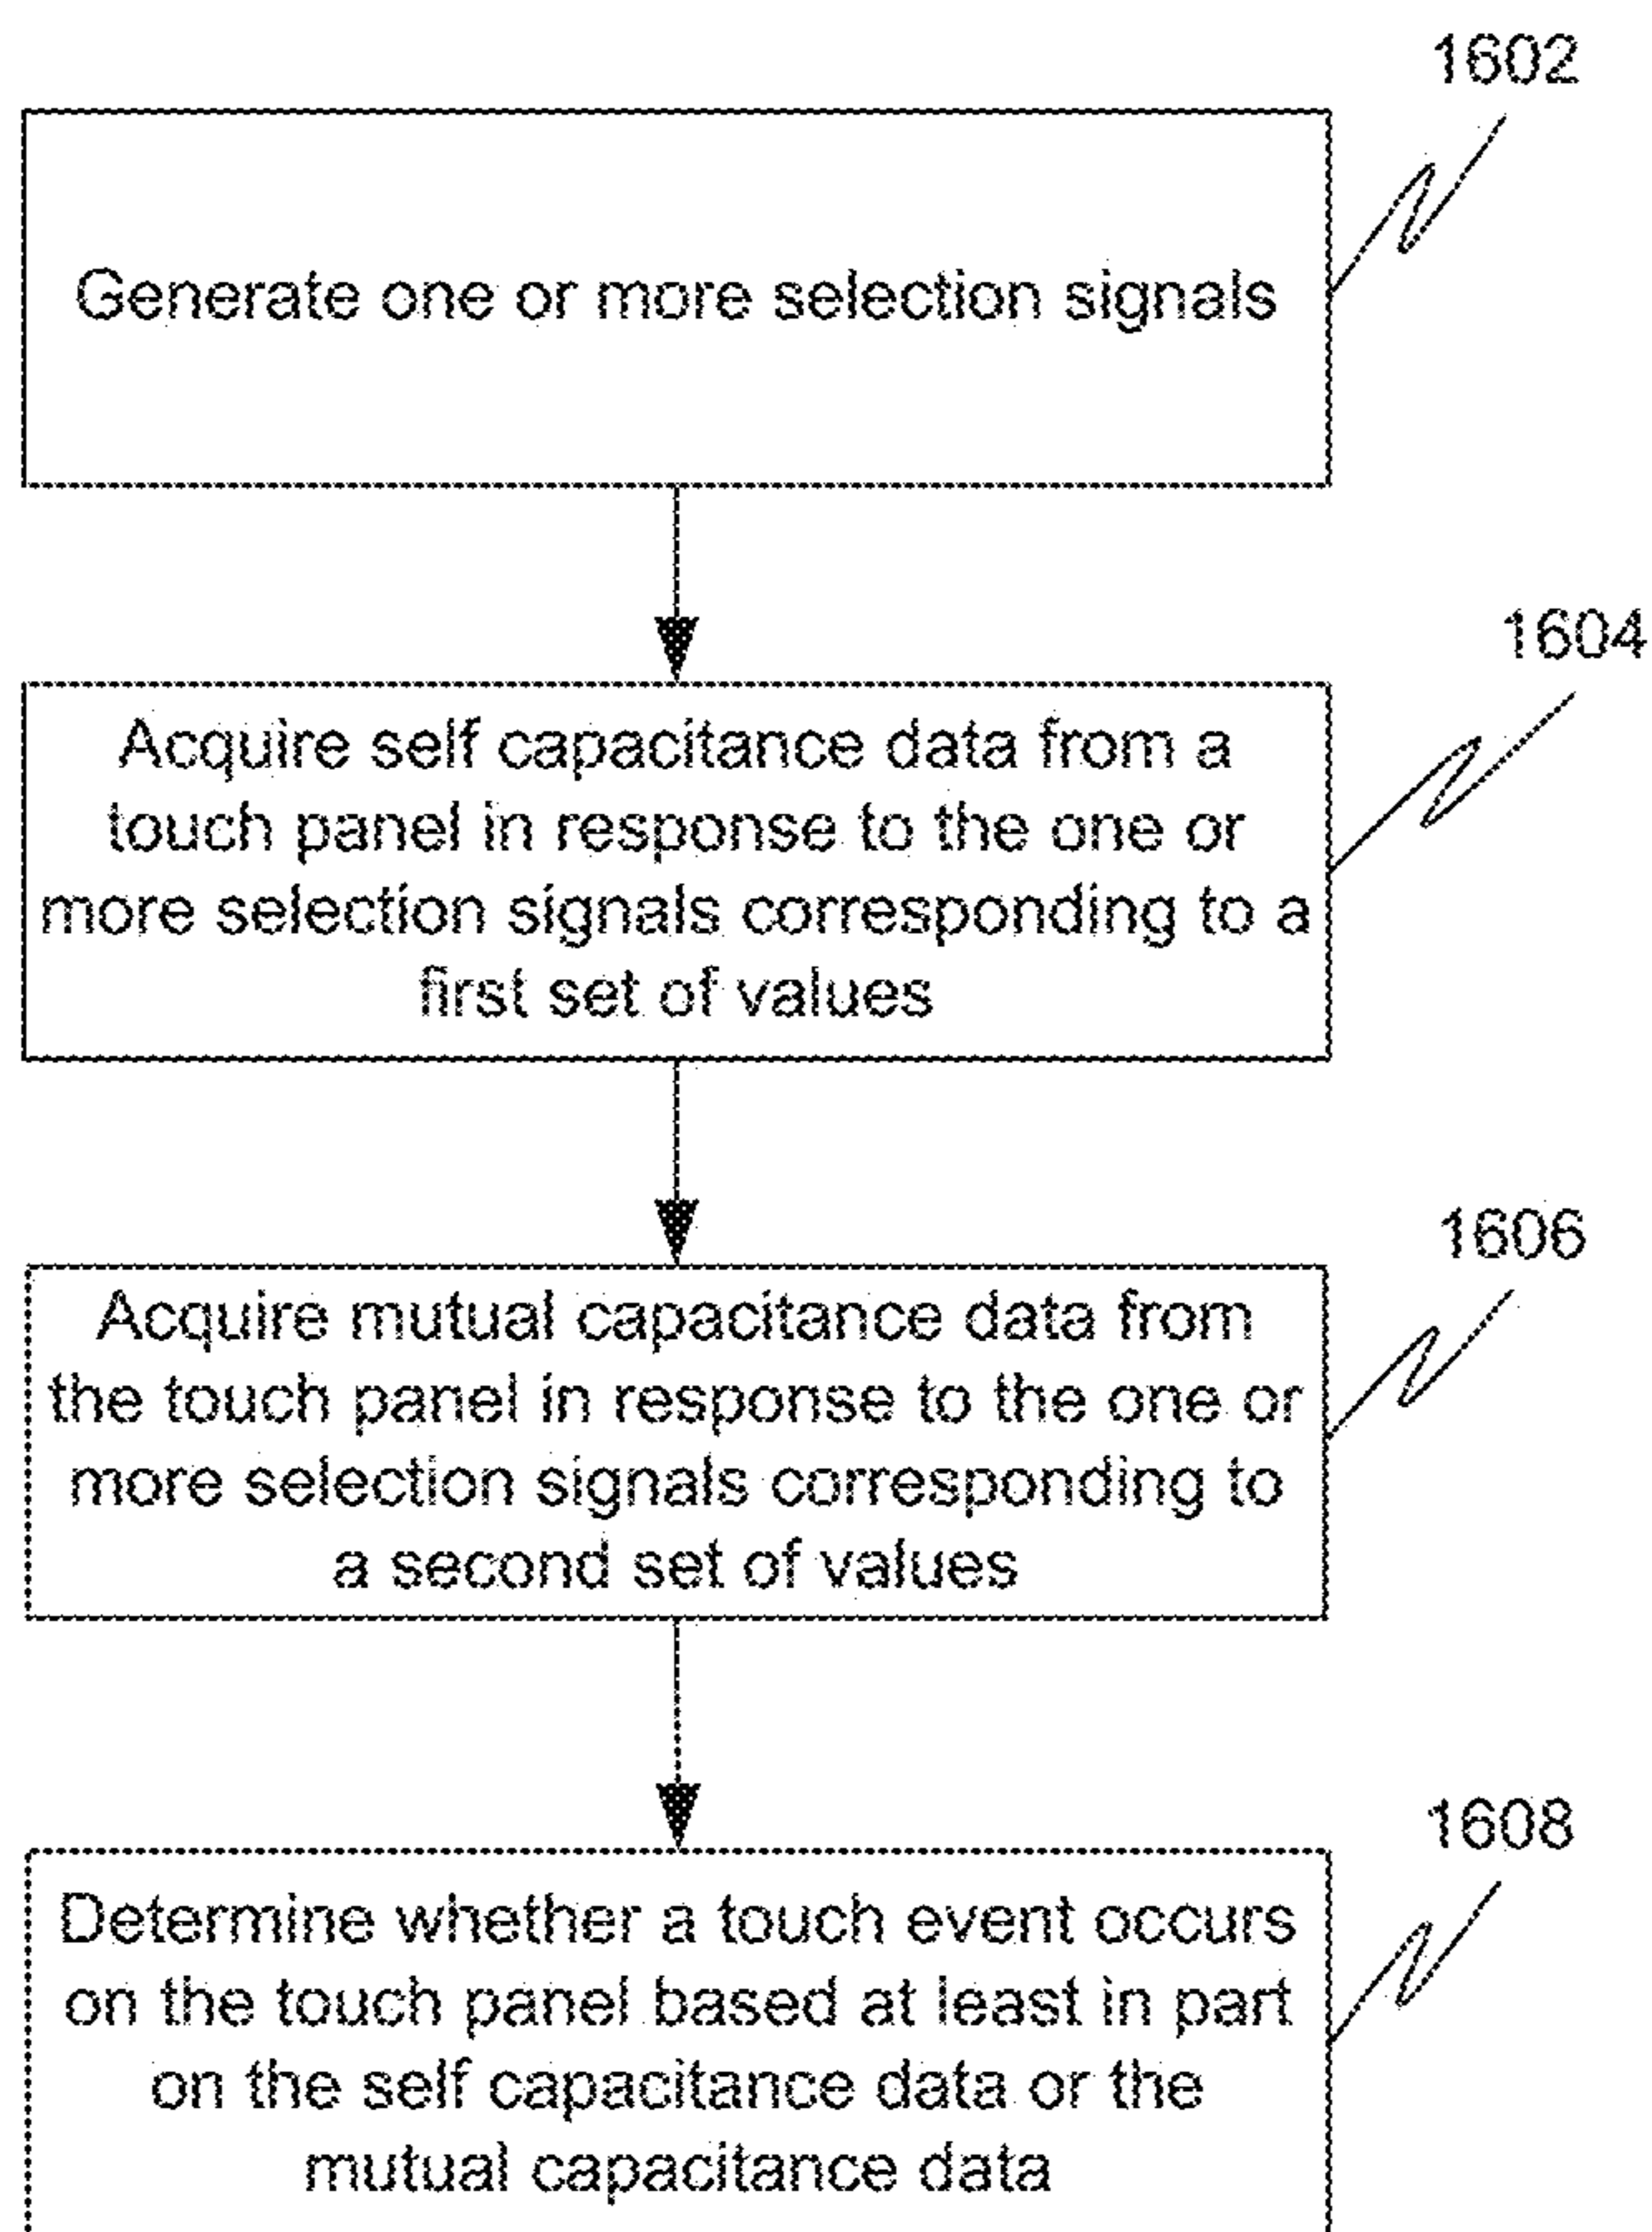 1602
Generate one or more selection signals
1604
Acquire self capacitance data from a
touch panel in response to the one or
more selection signals corresponding to a
first set of values
1606
Acquire mutual capacitance data from
the touch panel in response to the one or
more selection signals corresponding to
a second set of values
1608
Determine whether a touch event occurs
on the touch panel based at least in part
on the self capacitance data or the
mutual capacitance data